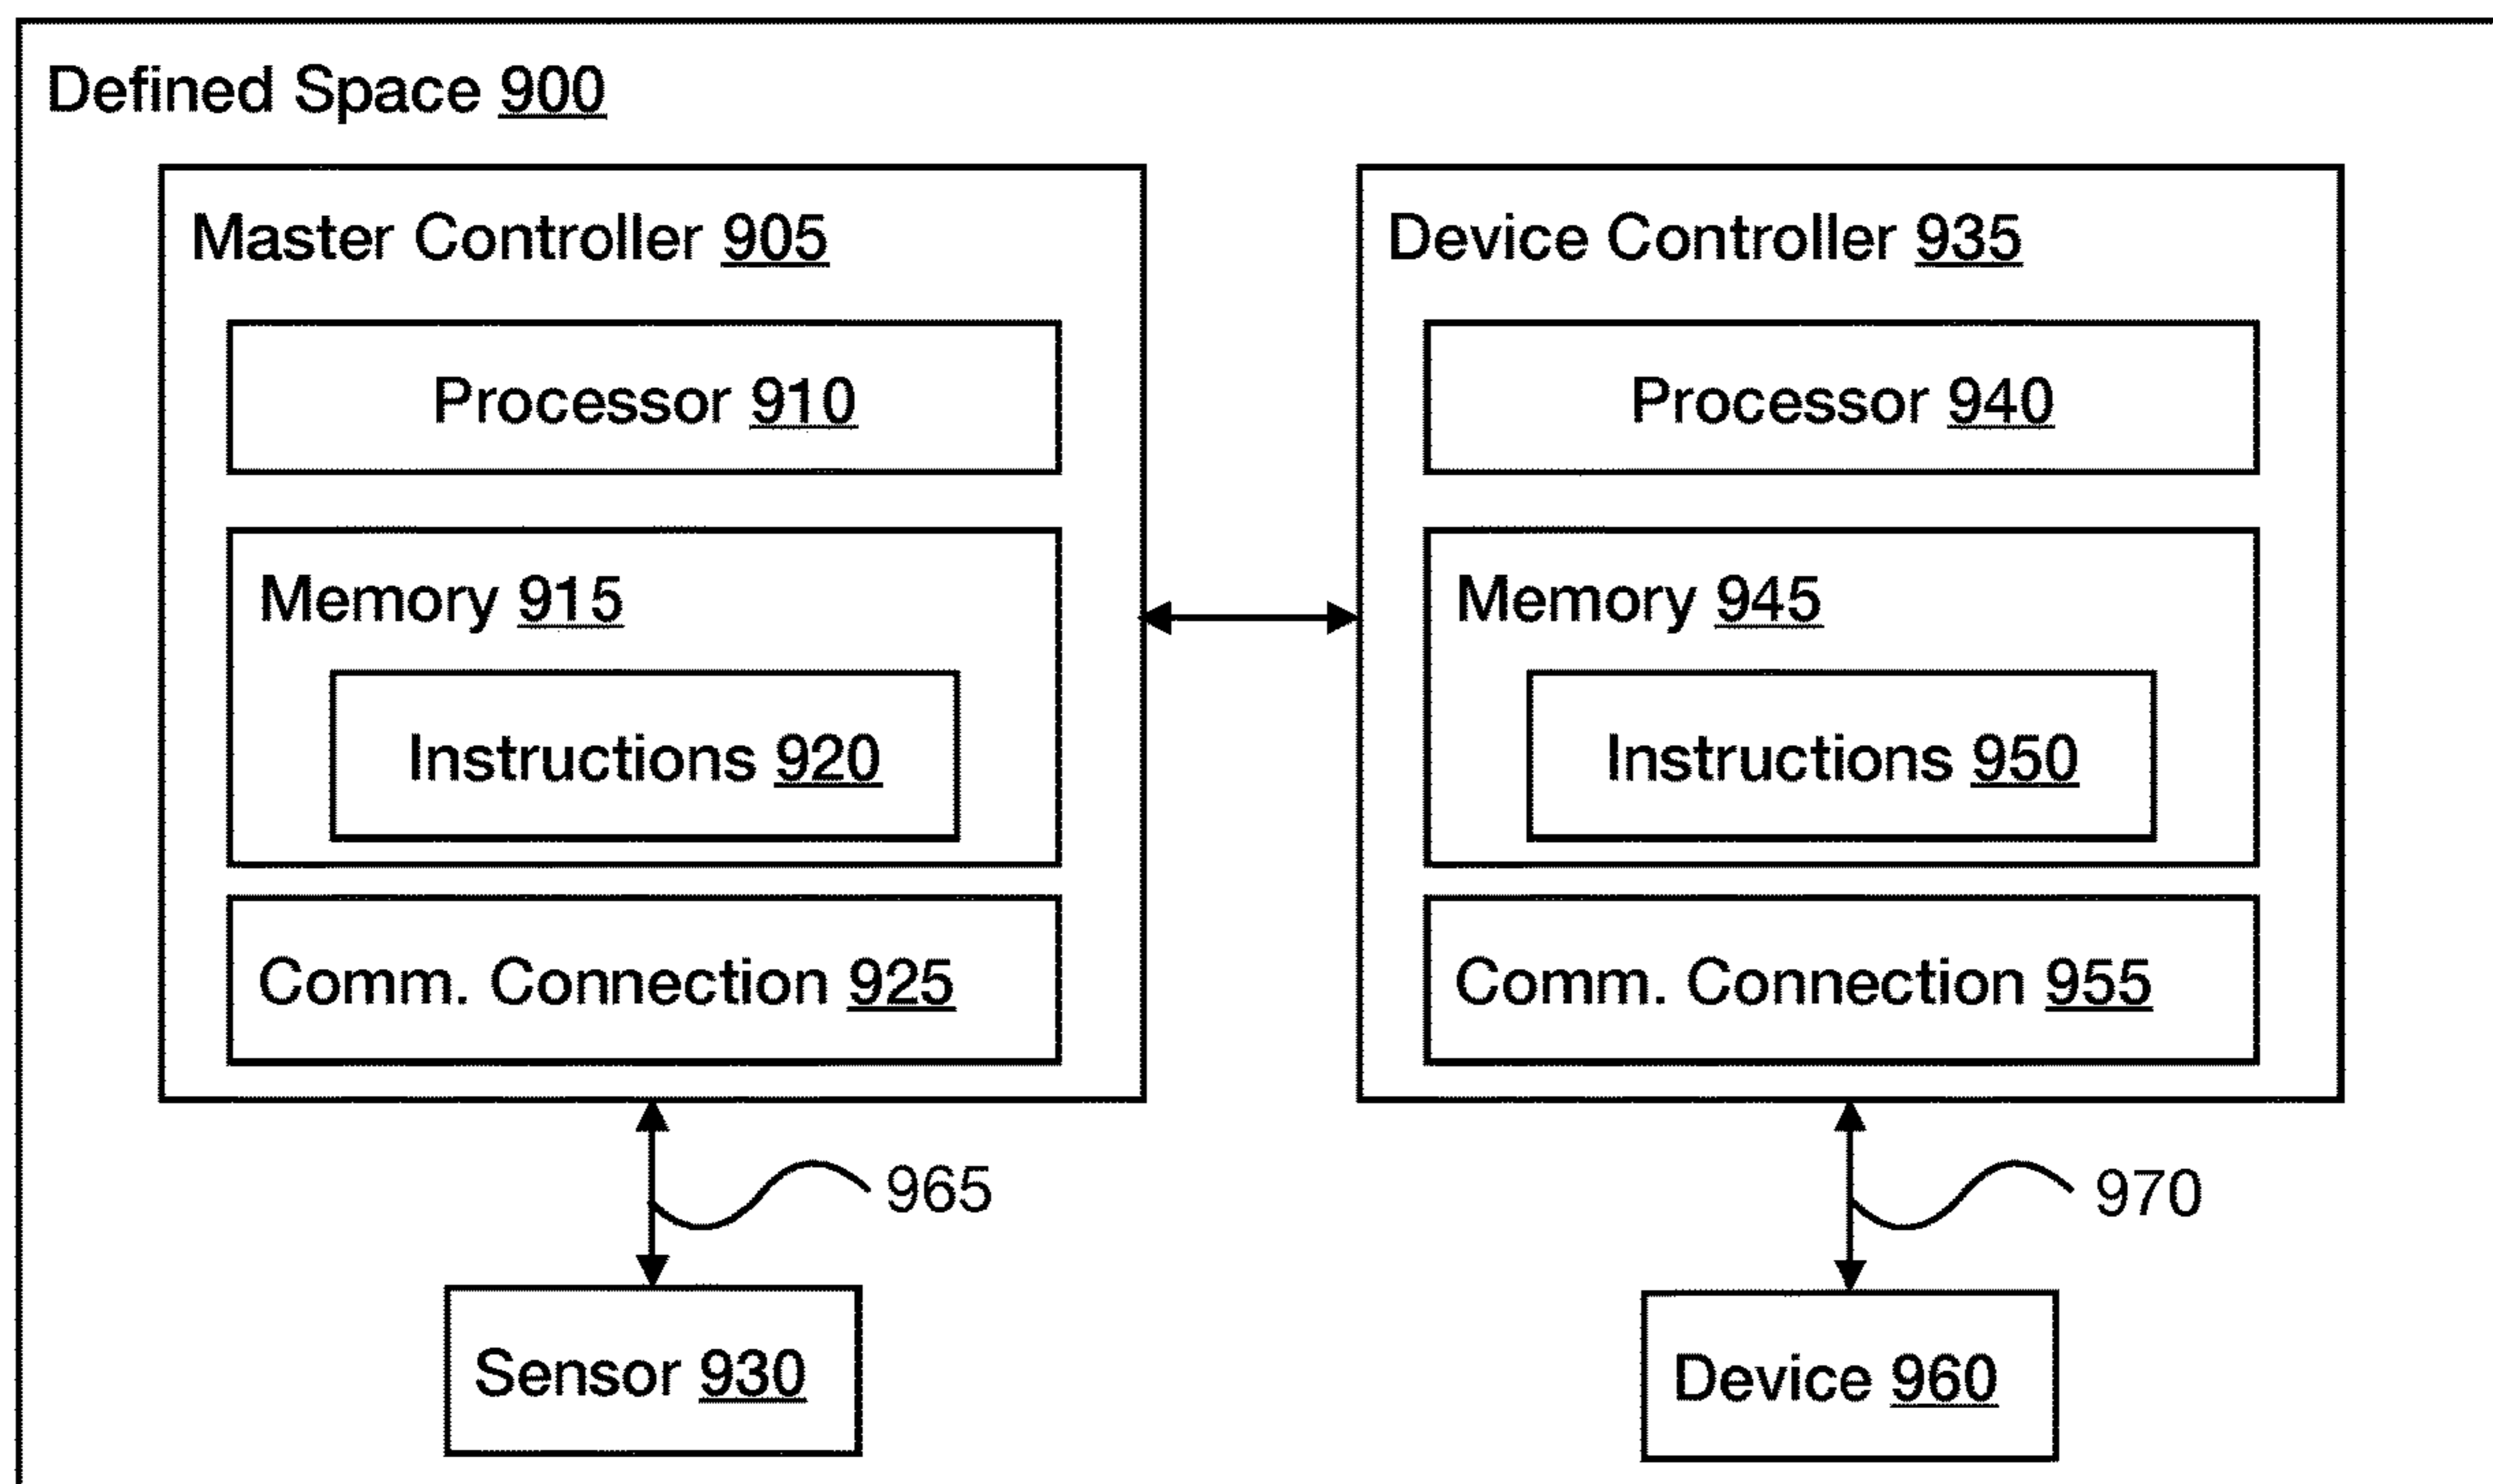 Defined Space 900
Master Controller 905
Processor 910
Memory 915
Instructions 920
Comm. Connection 925
Device Controller 935
Processor 940
Memory 945
Instructions 950
Comm. Connection 955
965
970
Sensor 930
Device 960